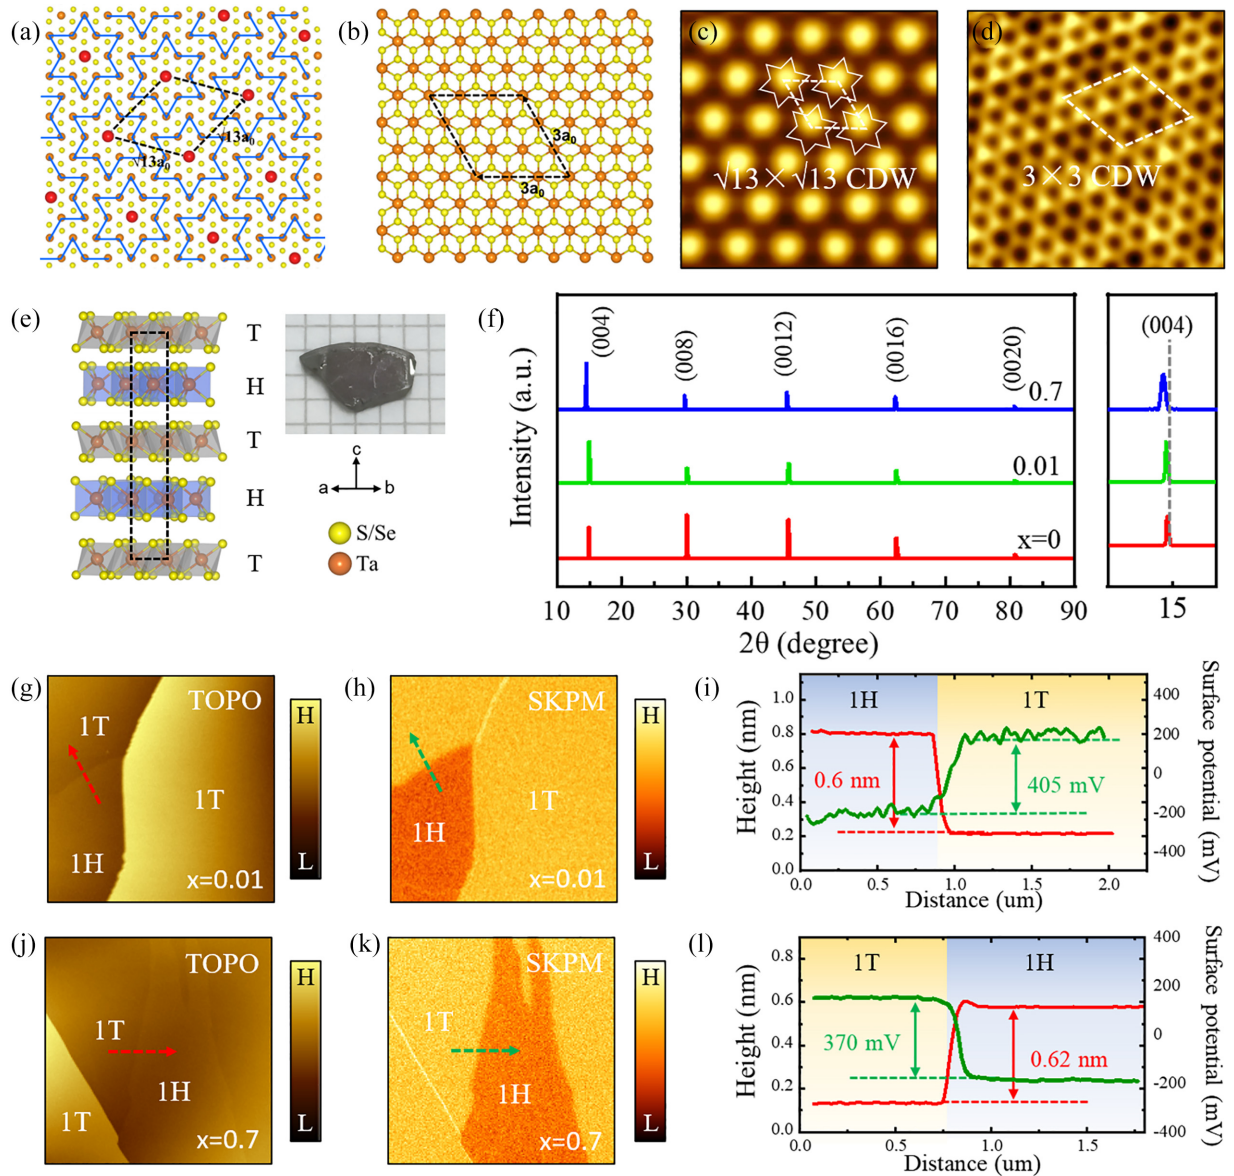 (a)
√13a₀
√13a₀
(b)
3a₀
3a₀
(c)
√13×√13 CDW
(d)
3×3 CDW
(e)
T
H
T
H
T
c
a
b
S/Se
Ta
(f)
Intensity (a.u.)
(004)
(008)
(0012)
(0016)
(0020)
0.7
0.01
x=0
10 20 30 40 50 60 70 80 90
2θ (degree)
(004)
15
(g)
TOPO
1T
1T
1H
x=0.01
H
L
(h)
SKPM
1T
1H
x=0.01
H
L
(i)
1H
1T
0.6 nm
405 mV
Height (nm)
1.0
0.8
0.6
0.4
0.2
0.0
0.0 0.5 1.0 1.5 2.0
Distance (um)
400
200
0
-200
-400
Surface potential (mV)
(j)
TOPO
1T
1H
1T
x=0.7
H
L
(k)
SKPM
1T
1H
x=0.7
H
L
(l)
1T
1H
370 mV
0.62 nm
Height (nm)
0.8
0.6
0.4
0.2
0.0
0.0 0.5 1.0 1.5
Distance (um)
400
200
100
0
-200
-400
Surface potential (mV)